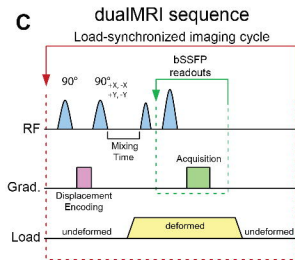 C
dualMRI sequence
Load-synchronized imaging cycle
bSSFP
readouts
90°
90°+X, -X
+Y, -Y
RF
Mixing
Time
Acquisition
Grad.
Displacement
Encoding
Load
undeformed
deformed
undeformed